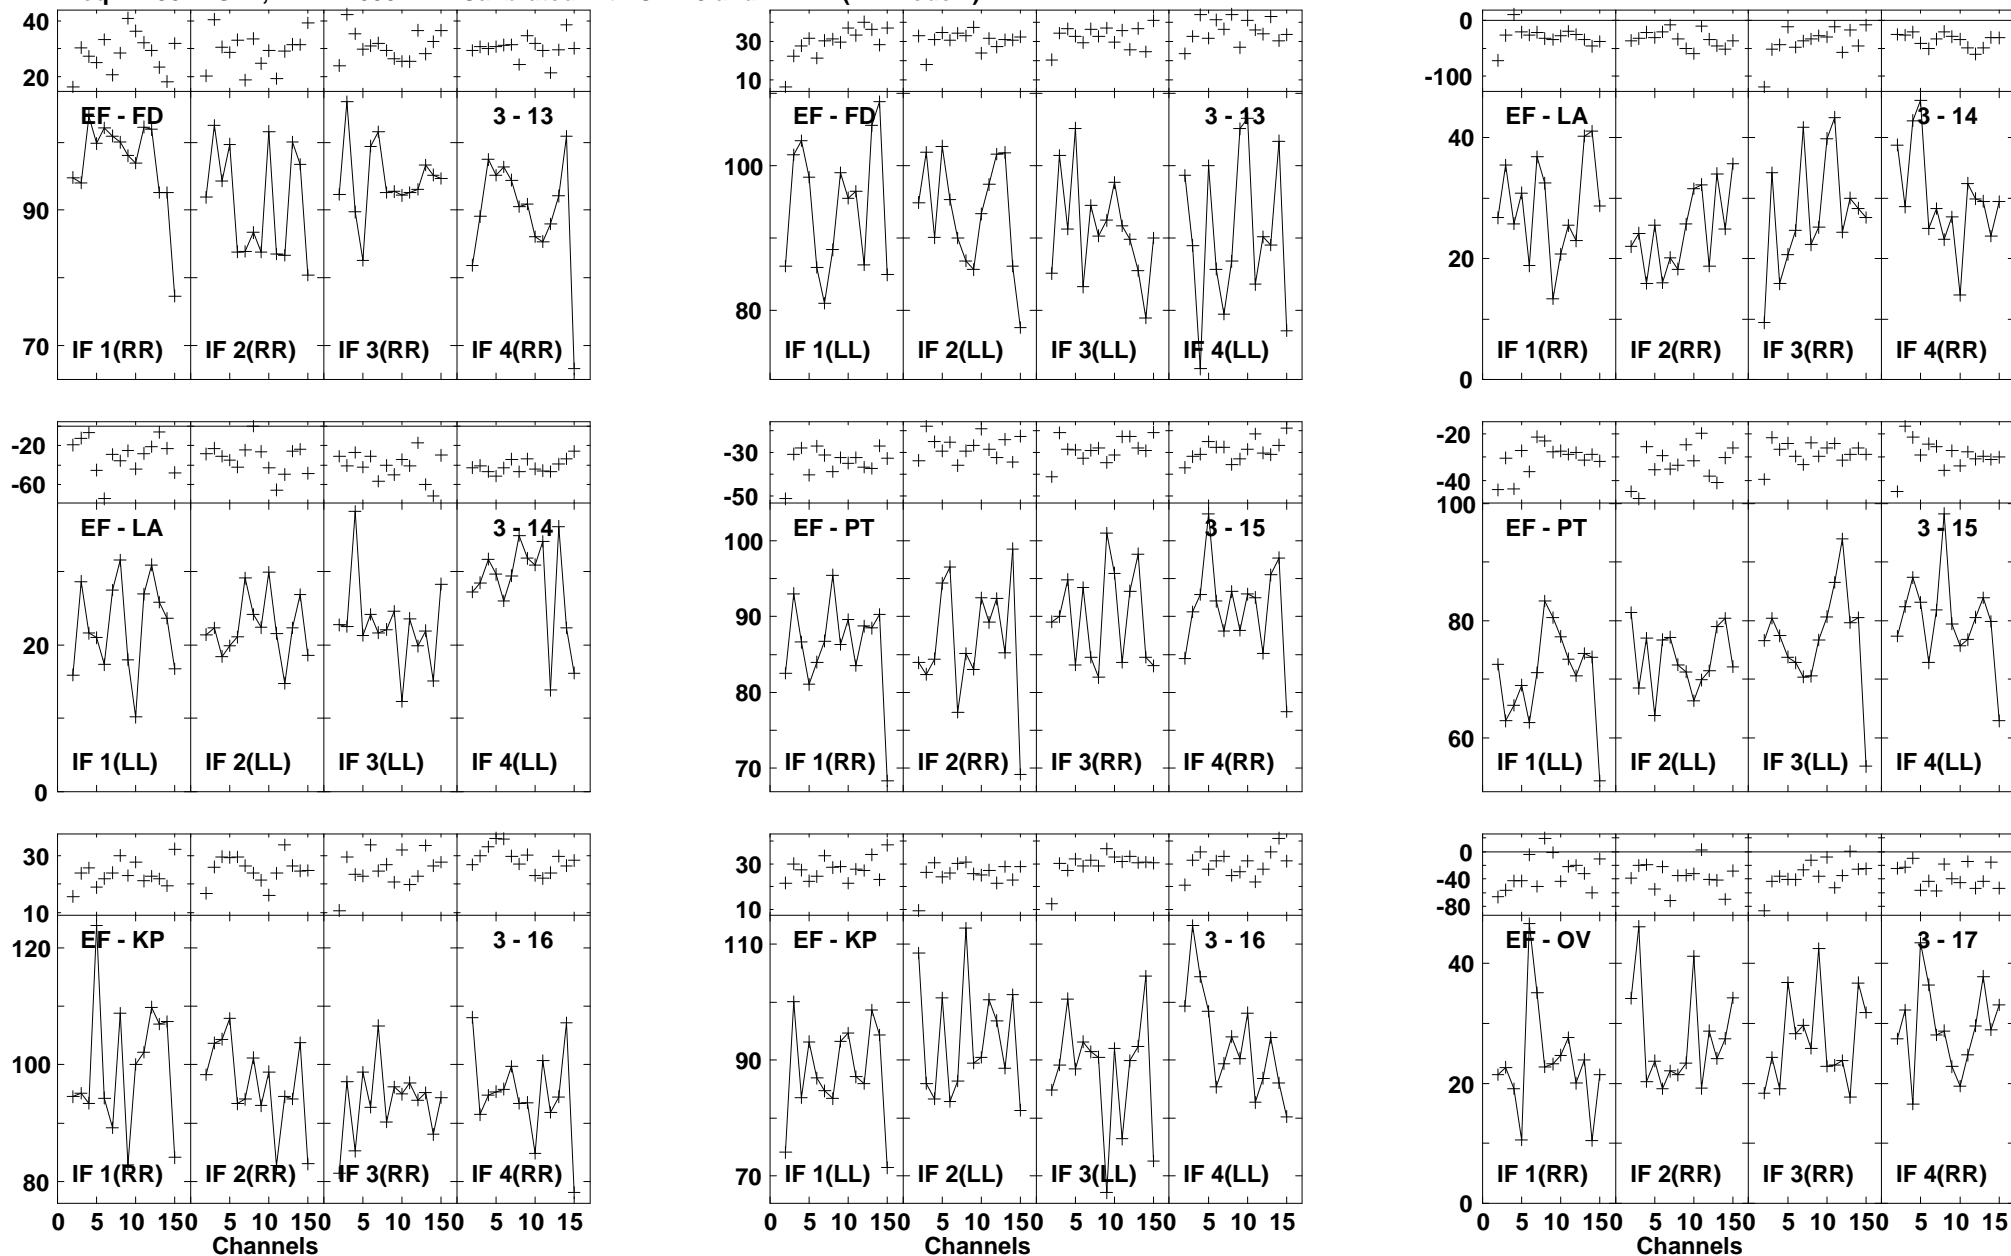 40
20
90
70
EF - FD
3 - 13
IF 1(RR)
IF 2(RR)
IF 3(RR)
IF 4(RR)
30
10
100
80
EF - FD
3 - 13
IF 1(LL)
IF 2(LL)
IF 3(LL)
IF 4(LL)
0
-100
40
20
0
EF - LA
3 - 14
IF 1(RR)
IF 2(RR)
IF 3(RR)
IF 4(RR)
-20
-60
20
0
EF - LA
3 - 14
IF 1(LL)
IF 2(LL)
IF 3(LL)
IF 4(LL)
-30
-50
100
90
80
70
EF - PT
3 - 15
IF 1(RR)
IF 2(RR)
IF 3(RR)
IF 4(RR)
-20
-40
100
80
60
EF - PT
3 - 15
IF 1(LL)
IF 2(LL)
IF 3(LL)
IF 4(LL)
30
10
120
100
80
EF - KP
3 - 16
IF 1(RR)
IF 2(RR)
IF 3(RR)
IF 4(RR)
0 5 10 150 5 10 150 5 10 150 5 10 15
Channels
30
10
110
90
70
EF - KP
3 - 16
IF 1(LL)
IF 2(LL)
IF 3(LL)
IF 4(LL)
0 5 10 150 5 10 150 5 10 150 5 10 15
Channels
0
-40
-80
40
20
0
EF - OV
3 - 17
IF 1(RR)
IF 2(RR)
IF 3(RR)
IF 4(RR)
0 5 10 150 5 10 150 5 10 150 5 10 15
Channels